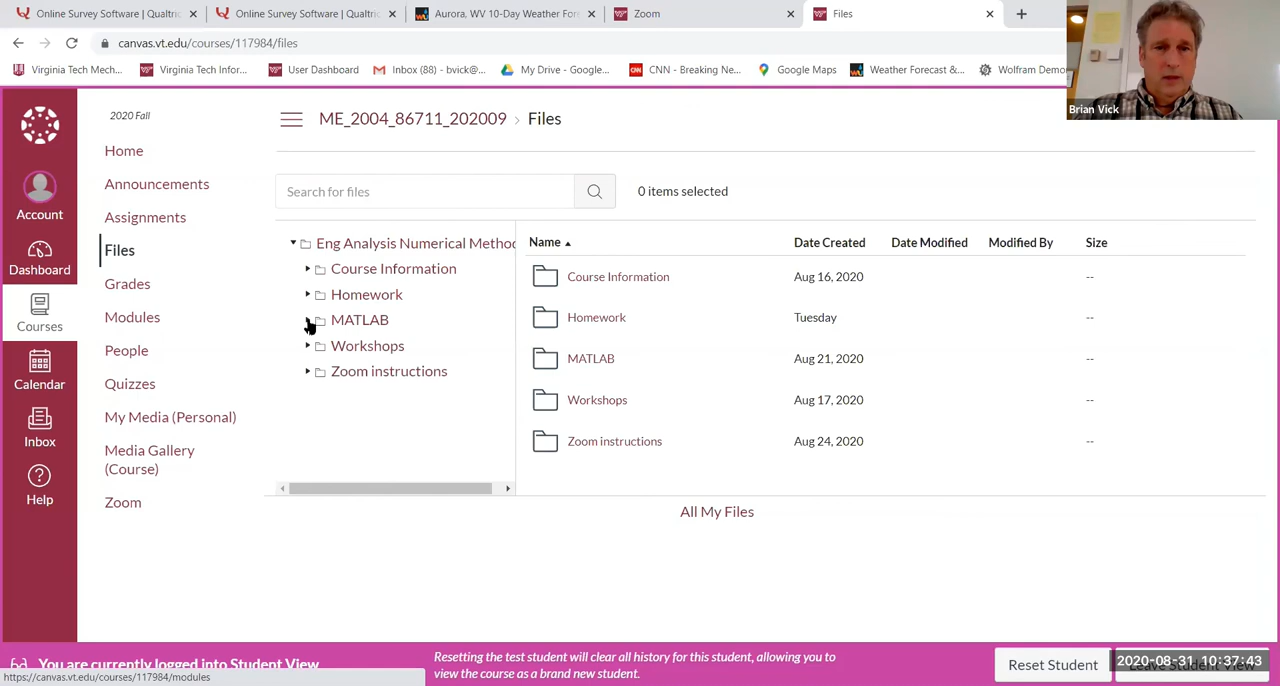 Online Survey Software | Qualtric
Online Survey Software | Qualtric
Aurora, WV 10-Day Weather For
Zoom
Files
canvas.vt.edu/courses/117984/files
Virginia Tech Mech...
Virginia Tech Infor...
User Dashboard
Inbox (88) - bvick@...
My Drive - Google...
CNN - Breaking Ne...
Google Maps
Weather Forecast &...
Wolfram Demo
Brian Vick
2020 Fall
ME_2004_86711_202009 › Files
Account
Dashboard
Courses
Calendar
Inbox
Help
Home
Announcements
Assignments
Files
Grades
Modules
People
Quizzes
My Media (Personal)
Media Gallery
(Course)
Zoom
Search for files
0 items selected
Eng Analysis Numerical Metho
Course Information
Homework
MATLAB
Workshops
Zoom instructions
Name Date Created Date Modified Modified By Size
Course Information Aug 16, 2020 --
Homework Tuesday --
MATLAB Aug 21, 2020 --
Workshops Aug 17, 2020 --
Zoom instructions Aug 24, 2020 --
All My Files
You are currently logged into Student View
Resetting the test student will clear all history for this student, allowing you to
view the course as a brand new student.
Reset Student
Leave Student View
2020-08-31 10:37:43
https://canvas.vt.edu/courses/117984/modules